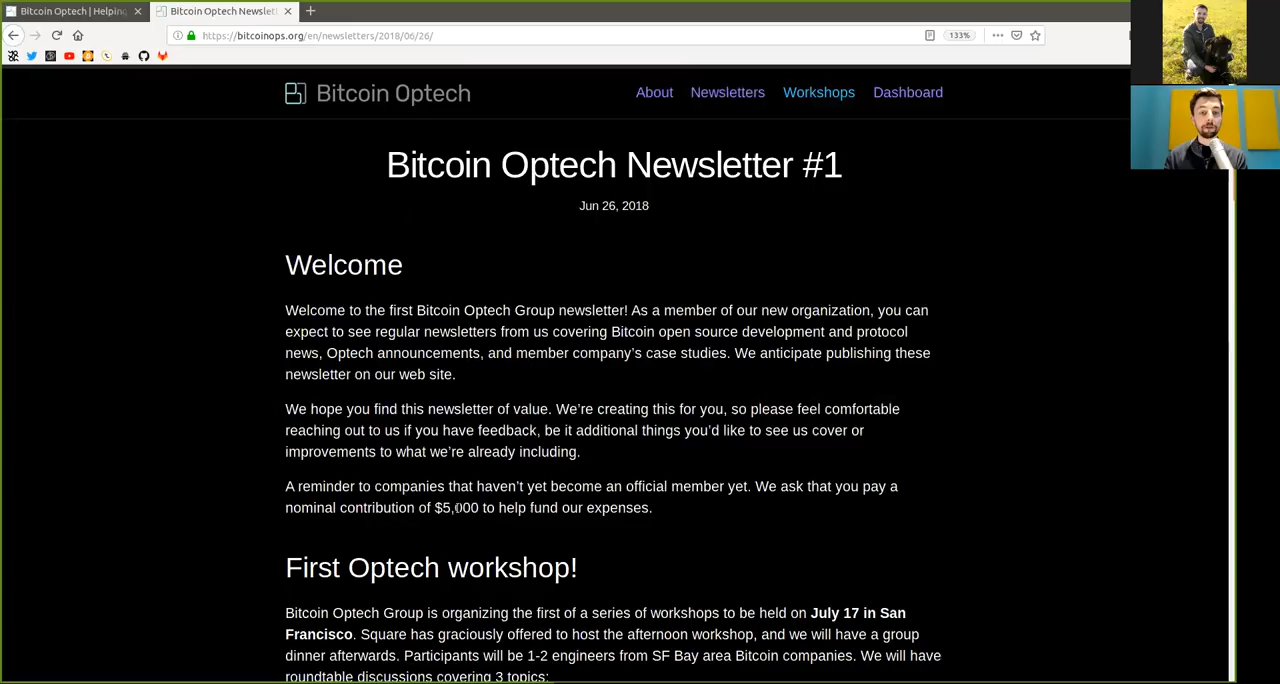 Bitcoin Optech | Helping
Bitcoin Optech Newslett
https://bitcoinops.org/en/newsletters/2018/06/26/
133%
Bitcoin Optech
About Newsletters Workshops Dashboard
Bitcoin Optech Newsletter #1
Jun 26, 2018
Welcome
Welcome to the first Bitcoin Optech Group newsletter! As a member of our new organization, you can
expect to see regular newsletters from us covering Bitcoin open source development and protocol
news, Optech announcements, and member company’s case studies. We anticipate publishing these
newsletter on our web site.
We hope you find this newsletter of value. We’re creating this for you, so please feel comfortable
reaching out to us if you have feedback, be it additional things you’d like to see us cover or
improvements to what we’re already including.
A reminder to companies that haven’t yet become an official member yet. We ask that you pay a
nominal contribution of $5,000 to help fund our expenses.
First Optech workshop!
Bitcoin Optech Group is organizing the first of a series of workshops to be held on July 17 in San
Francisco. Square has graciously offered to host the afternoon workshop, and we will have a group
dinner afterwards. Participants will be 1-2 engineers from SF Bay area Bitcoin companies. We will have
roundtable discussions covering 3 topics: